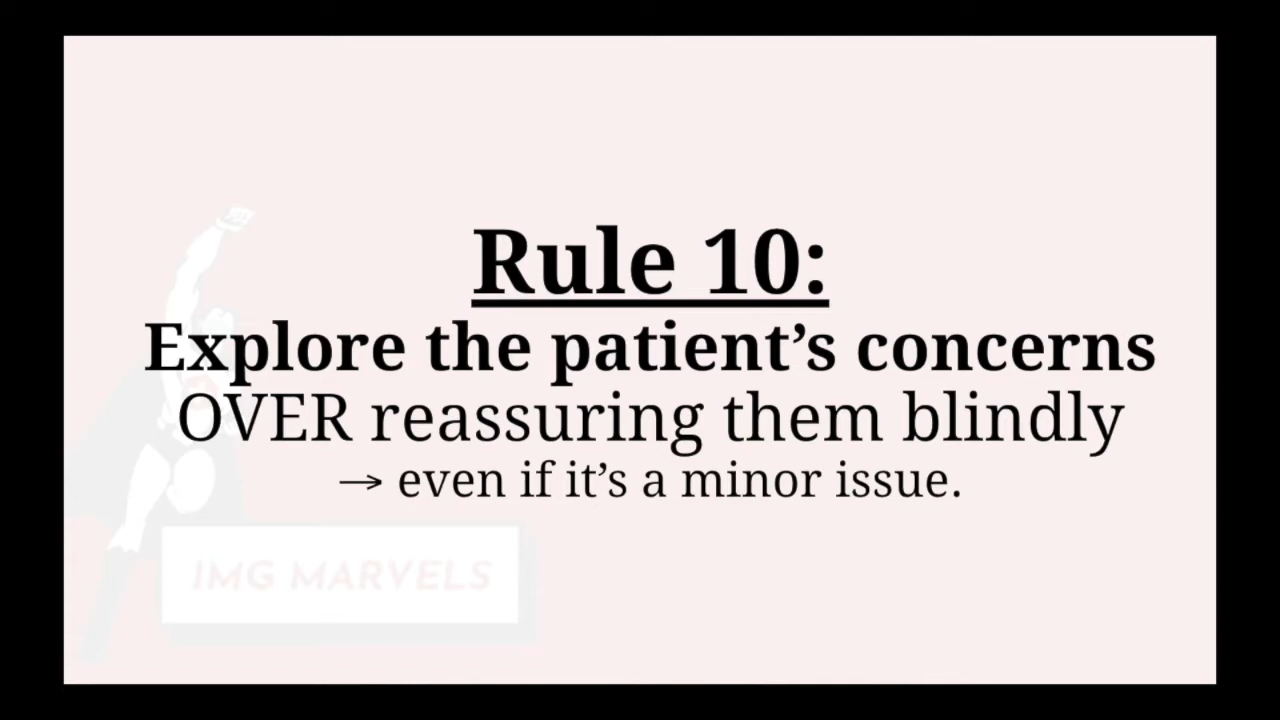 Rule 10:
Explore the patient’s concerns
OVER reassuring them blindly
→ even if it’s a minor issue.
IMG MARVELS